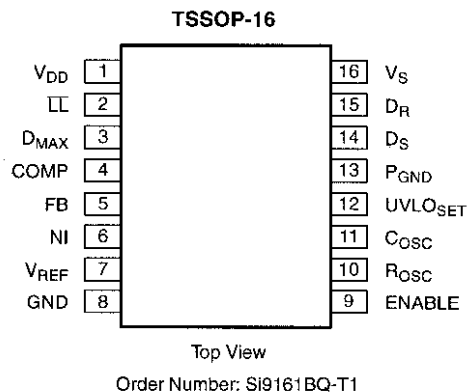 TSSOP-16
V_DD 1 16 V_S
L̅L̅ 2 15 D_R
D_MAX 3 14 D_S
COMP 4 13 P_GND
FB 5 12 UVLO_SET
NI 6 11 C_OSC
V_REF 7 10 R_OSC
GND 8 9 ENABLE
Top View
Order Number: Si9161BQ-T1